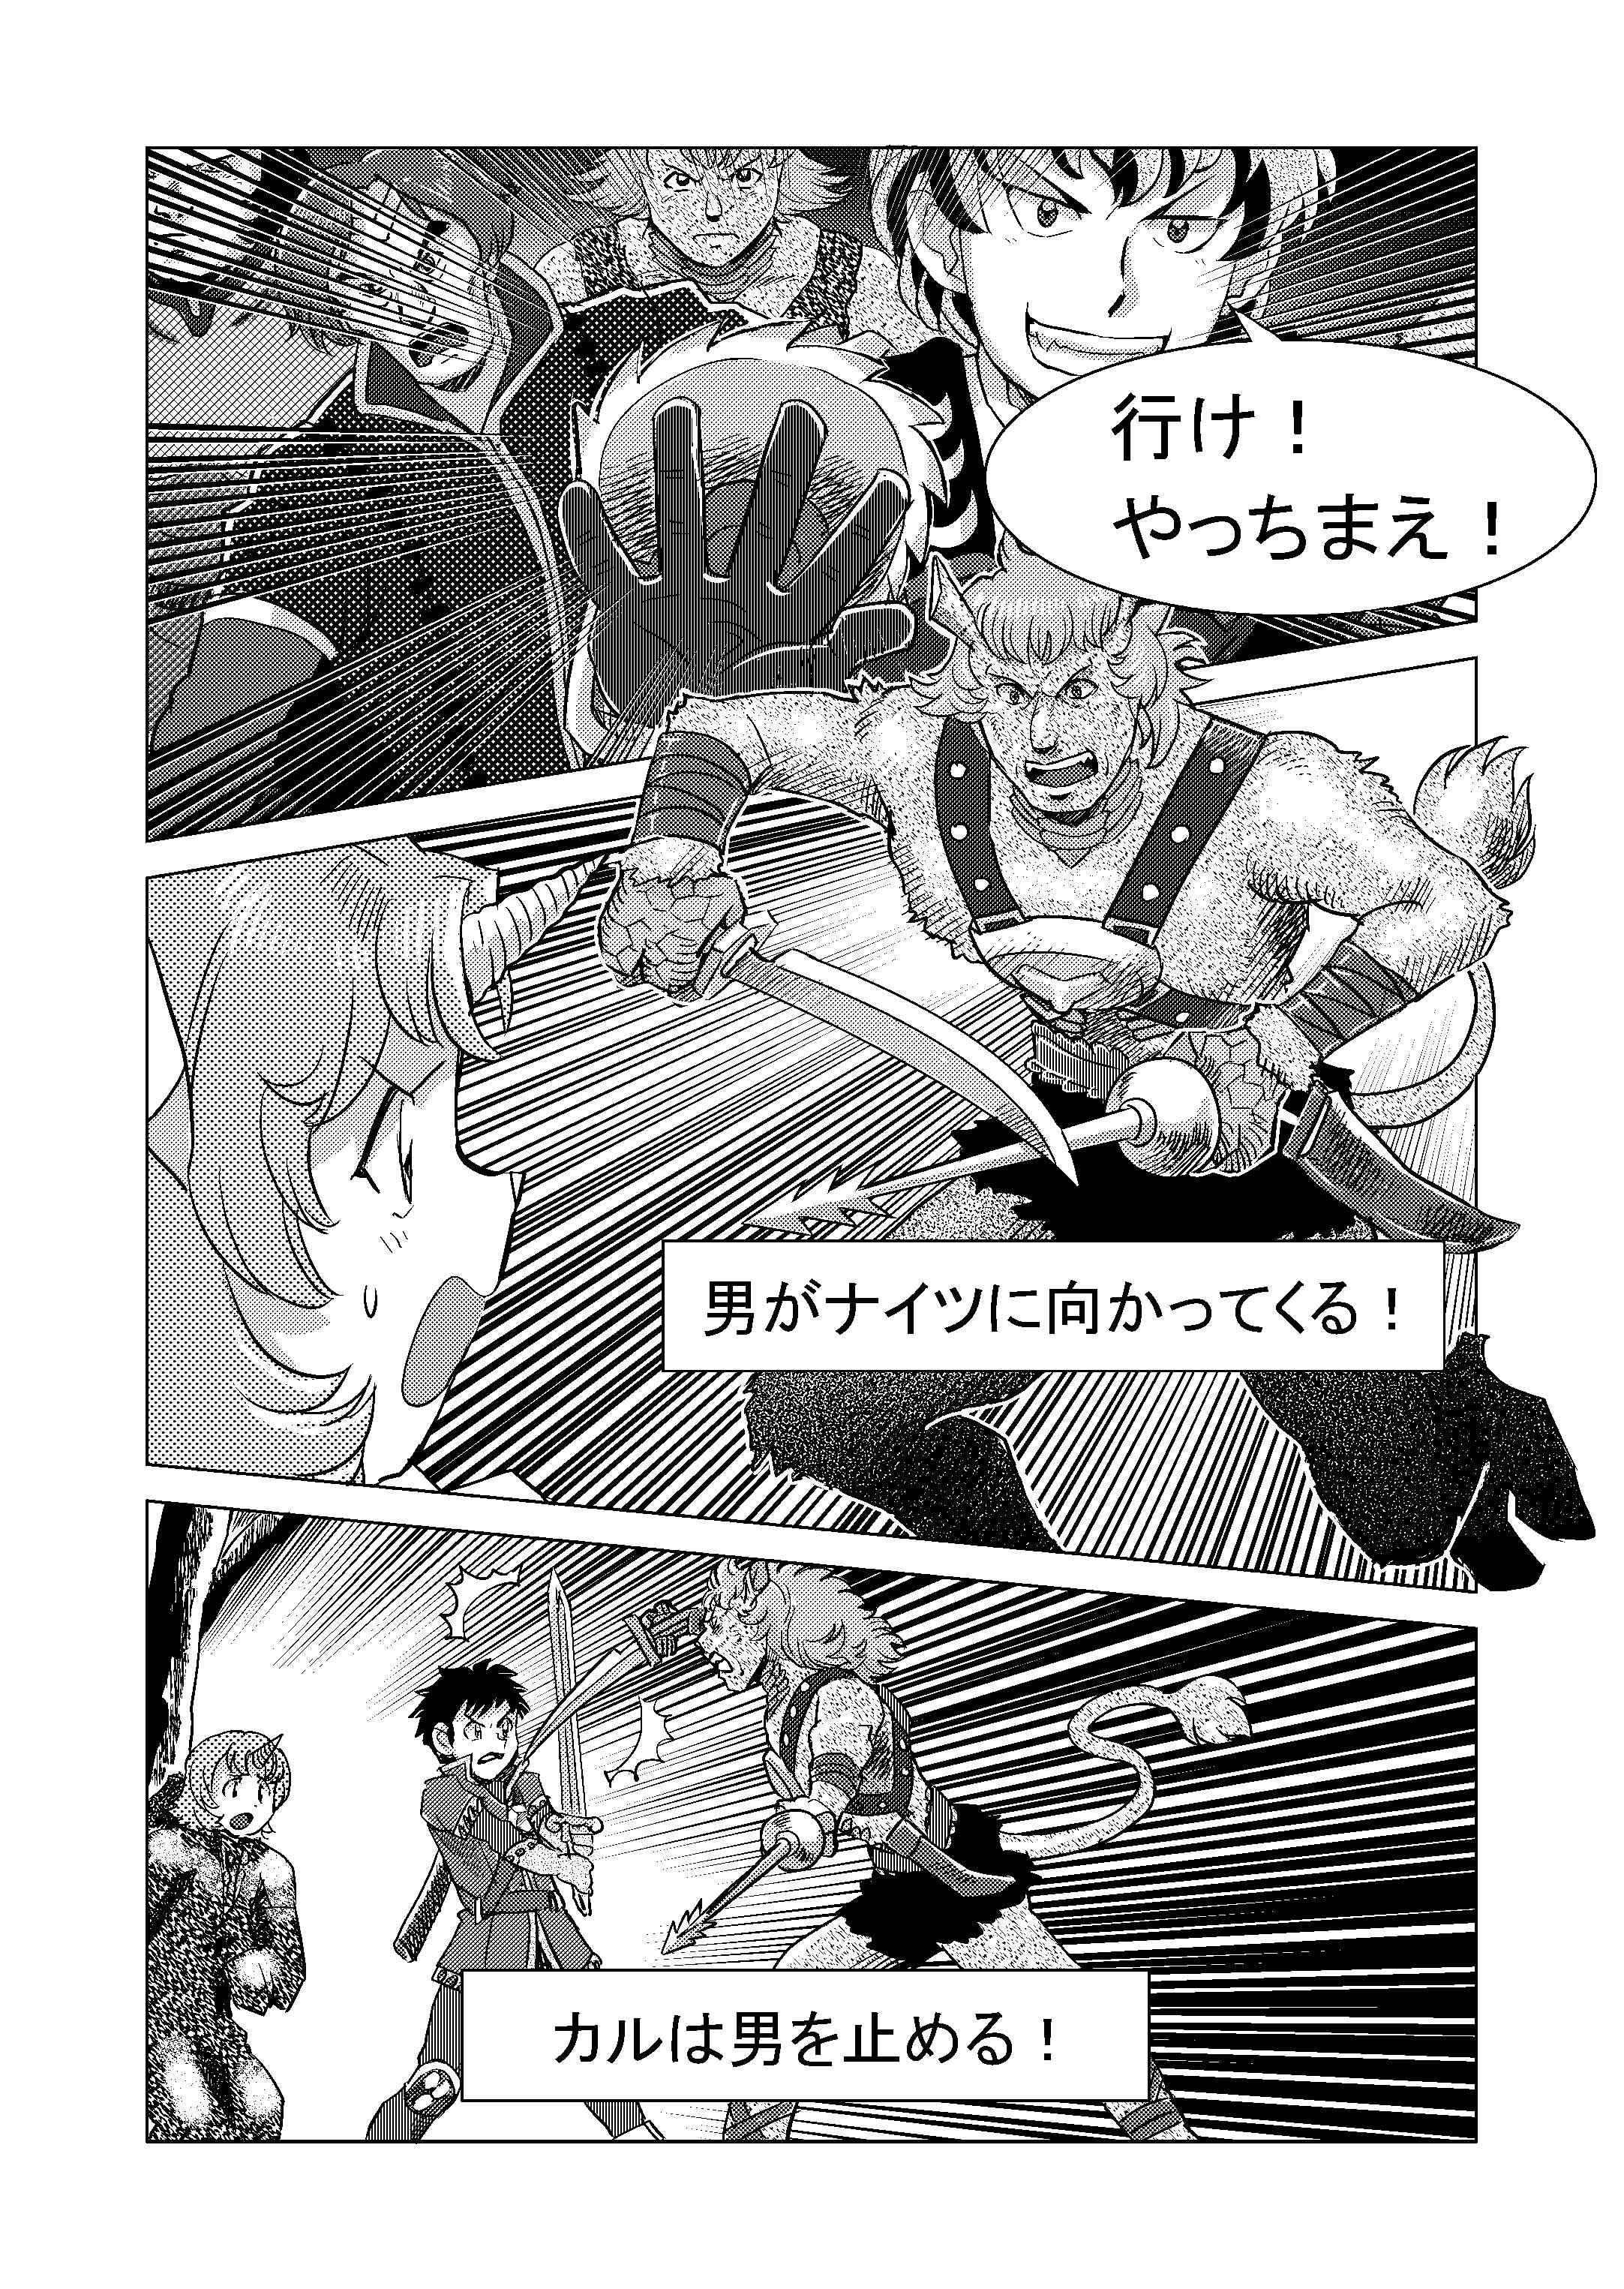 行け！
やっちまえ！
男がナイツに向かってくる！
カルは男を止める！